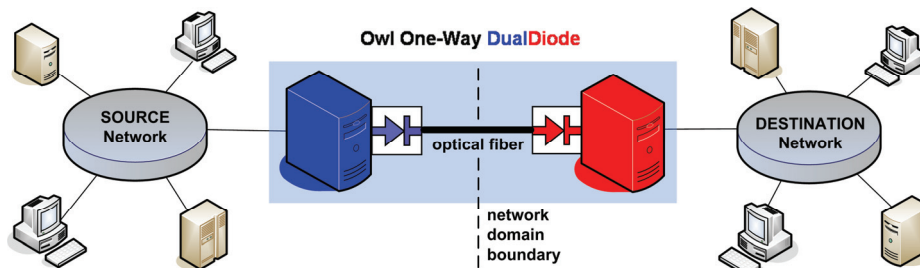 Owl One-Way DualDiode
SOURCE
Network
optical fiber
DESTINATION
Network
network
domain
boundary